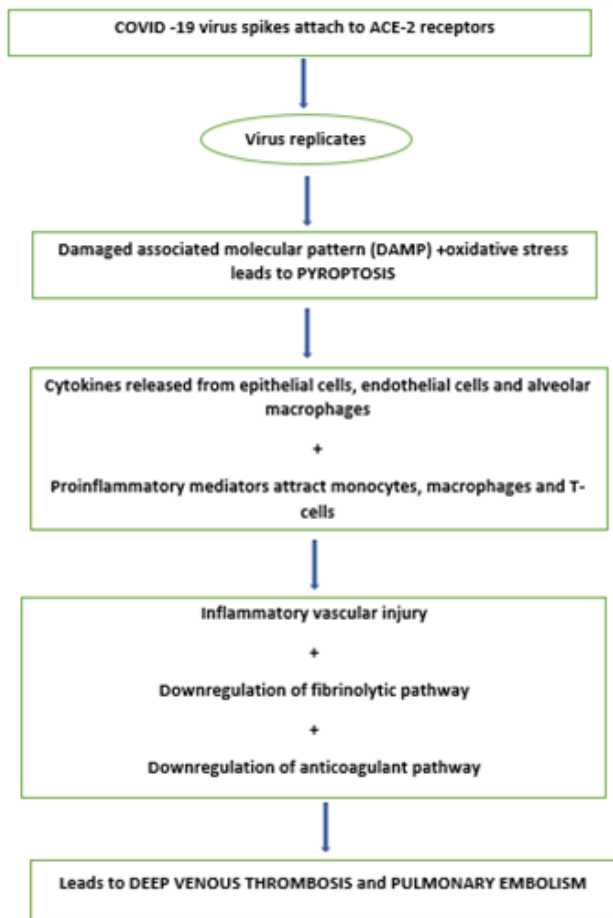 COVID -19 virus spikes attach to ACE-2 receptors
Virus replicates
Damaged associated molecular pattern (DAMP) +oxidative stress
leads to PYROPTOSIS
Cytokines released from epithelial cells, endothelial cells and alveolar
macrophages
+
Proinflammatory mediators attract monocytes, macrophages and T-
cells
Inflammatory vascular injury
+
Downregulation of fibrinolytic pathway
+
Downregulation of anticoagulant pathway
Leads to DEEP VENOUS THROMBOSIS and PULMONARY EMBOLISM